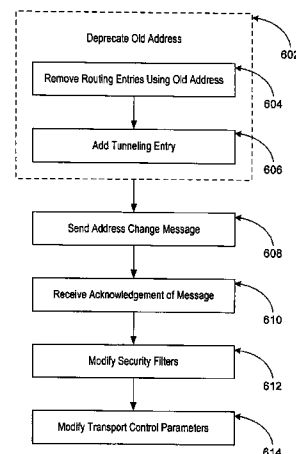 Deprecate Old Address
602
Remove Routing Entries Using Old Address
604
Add Tunneling Entry
606
Send Address Change Message
608
Receive Acknowledgement of Message
610
Modify Security Filters
612
Modify Transport Control Parameters
614